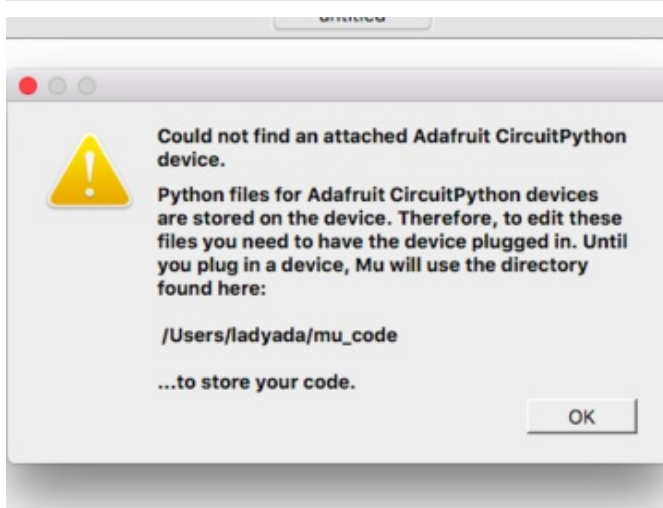 untitled
Could not find an attached Adafruit CircuitPython
device.
Python files for Adafruit CircuitPython devices
are stored on the device. Therefore, to edit these
files you need to have the device plugged in. Until
you plug in a device, Mu will use the directory
found here:
/Users/ladyada/mu_code
...to store your code.
OK